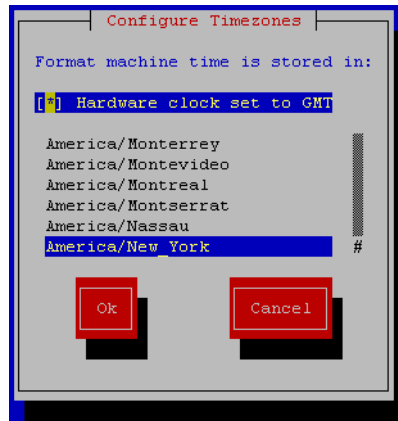 Configure Timezones
Format machine time is stored in:
[*] Hardware clock set to GMT
America/Monterrey
America/Montevideo
America/Montreal
America/Montserrat
America/Nassau
America/New_York #
Ok Cancel